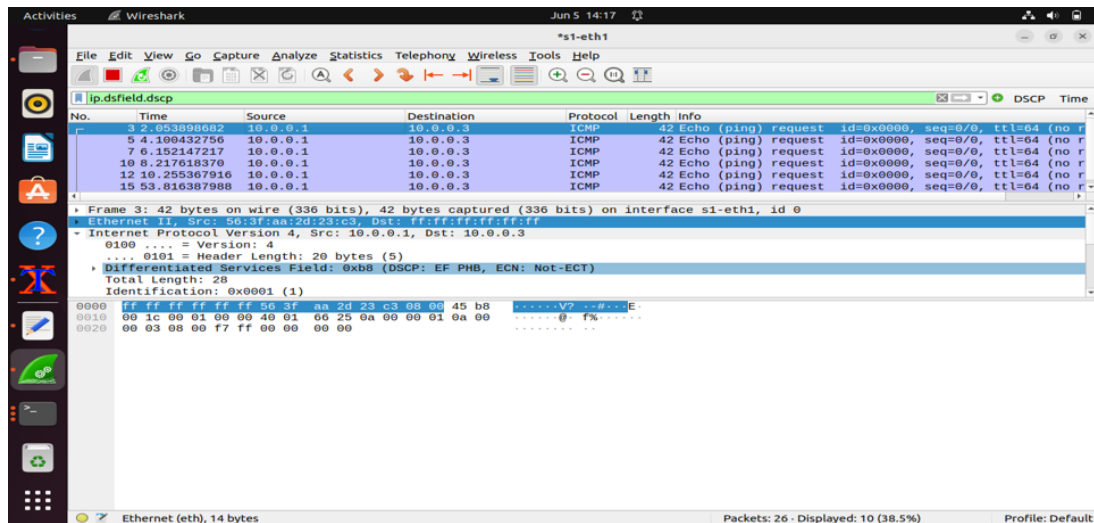 Activities Wireshark Jun 5 14:17
*s1-eth1
File Edit View Go Capture Analyze Statistics Telephony Wireless Tools Help
ip.dsfield.dscp DSCP Time
No. Time Source Destination Protocol Length Info
3 2.053898682 10.0.0.1 10.0.0.3 ICMP 42 Echo (ping) request id=0x0000, seq=0/0, ttl=64 (no r
5 4.100432756 10.0.0.1 10.0.0.3 ICMP 42 Echo (ping) request id=0x0000, seq=0/0, ttl=64 (no r
7 6.152147217 10.0.0.1 10.0.0.3 ICMP 42 Echo (ping) request id=0x0000, seq=0/0, ttl=64 (no r
10 8.217618370 10.0.0.1 10.0.0.3 ICMP 42 Echo (ping) request id=0x0000, seq=0/0, ttl=64 (no r
12 10.255367916 10.0.0.1 10.0.0.3 ICMP 42 Echo (ping) request id=0x0000, seq=0/0, ttl=64 (no r
15 53.816387988 10.0.0.1 10.0.0.3 ICMP 42 Echo (ping) request id=0x0000, seq=0/0, ttl=64 (no r
Frame 3: 42 bytes on wire (336 bits), 42 bytes captured (336 bits) on interface s1-eth1, id 0
Ethernet II, Src: 56:3f:aa:2d:23:c3, Dst: ff:ff:ff:ff:ff:ff
Internet Protocol Version 4, Src: 10.0.0.1, Dst: 10.0.0.3
0100 .... = Version: 4
.... 0101 = Header Length: 20 bytes (5)
Differentiated Services Field: 0xb8 (DSCP: EF PHB, ECN: Not-ECT)
Total Length: 28
Identification: 0x0001 (1)
0000 ff ff ff ff ff ff 56 3f aa 2d 23 c3 08 00 45 b8 ······V? ·-#···E·
0010 00 1c 00 01 00 00 40 01 66 25 0a 00 00 01 0a 00 ······@· f%······
0020 00 03 08 00 f7 ff 00 00 00 00 ········ ··
Ethernet (eth), 14 bytes Packets: 26 · Displayed: 10 (38.5%) Profile: Default